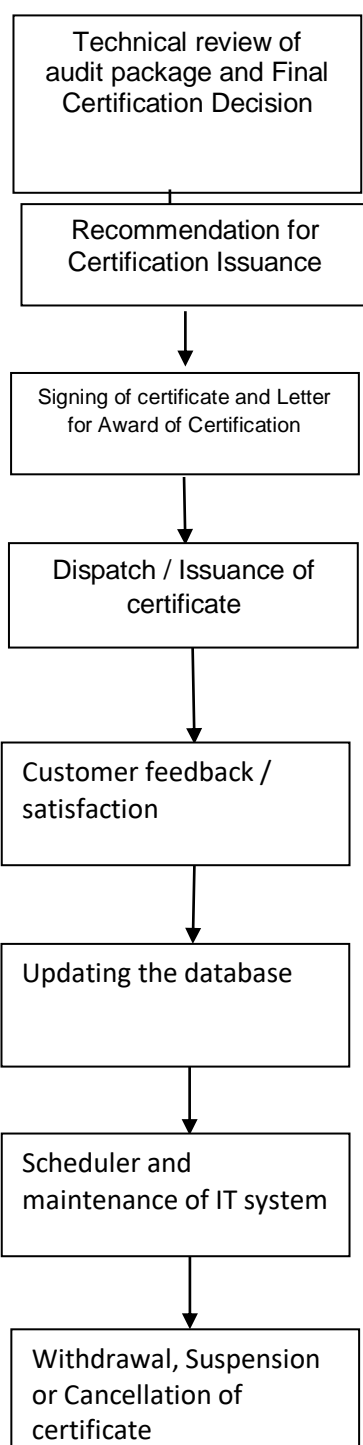 Technical review of
audit package and Final
Certification Decision
Recommendation for
Certification Issuance
Signing of certificate and Letter
for Award of Certification
Dispatch / Issuance of
certificate
Customer feedback /
satisfaction
Updating the database
Scheduler and
maintenance of IT system
Withdrawal, Suspension
or Cancellation of
certificate